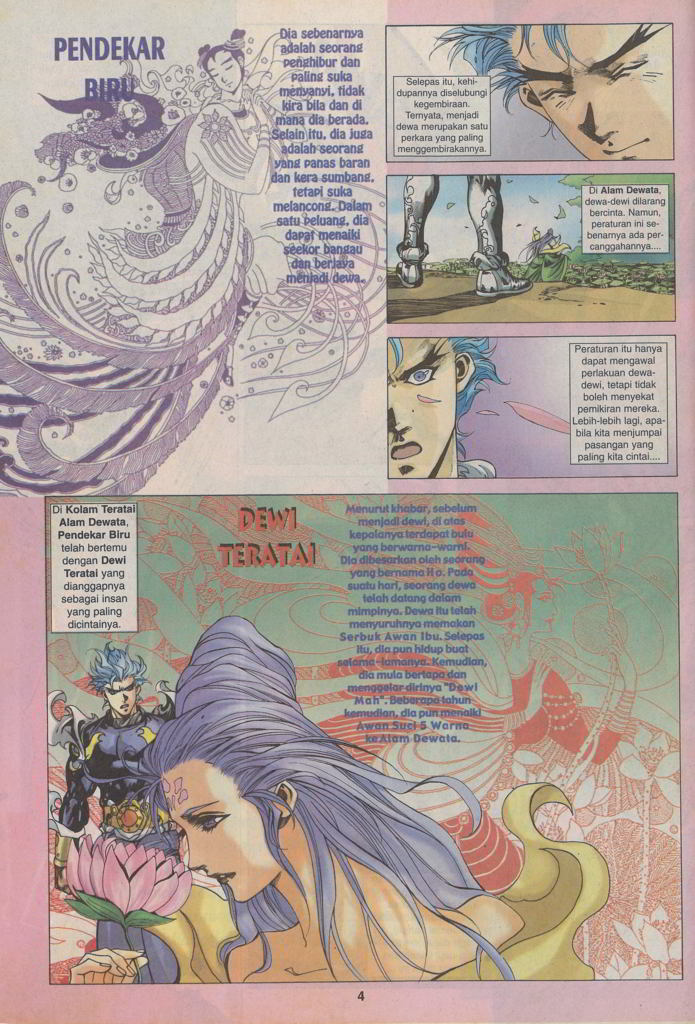 PENDEKAR
BIRU
Dia sebenarnya
adalah seorang
penghibur dan
paling suka
menyanyi, tidak
kira bila dan di
mana dia berada.
Selain itu, dia juga
adalah seorang
yang panas baran
dan kera sumbang,
tetapi suka
melancong. Dalam
satu peluang, dia
dapat menaiki
seekor bangau
dan berjaya
menjadi dewa.
Selepas itu, kehi-
dupannya diselubungi
kegembiraan.
Ternyata, menjadi
dewa merupakan satu
perkara yang paling
menggembirakannya.
Di Alam Dewata,
dewa-dewi dilarang
bercinta. Namun,
peraturan ini se-
benarnya ada per-
canggahannya....
Peraturan itu hanya
dapat mengawal
perlakuan dewa-
dewi, tetapi tidak
boleh menyekat
pemikiran mereka.
Lebih-lebih lagi, apa-
bila kita menjumpai
pasangan yang
paling kita cintai....
Di Kolam Teratai
Alam Dewata,
Pendekar Biru
telah bertemu
dengan Dewi
Teratai yang
dianggapnya
sebagai insan
yang paling
dicintainya.
DEWI
TERATAI
Menurut khabar, sebelum
menjadi dewi, di atas
kepalanya terdapat bulu
yang berwarna-warni.
Dia dibesarkan oleh seorang
yang bernama Ho. Pada
suatu hari, seorang dewa
telah datang dalam
mimpinya. Dewa itu telah
menyuruhnya memakan
Serbuk Awan Ibu. Selepas
itu, dia pun hidup buat
selama-lamanya. Kemudian,
dia mula bertapa dan
menggelar dirinya "Dewi
Mah". Beberapa tahun
kemudian, dia pun menaiki
Awan Suci 5 Warna
ke Alam Dewata.
4